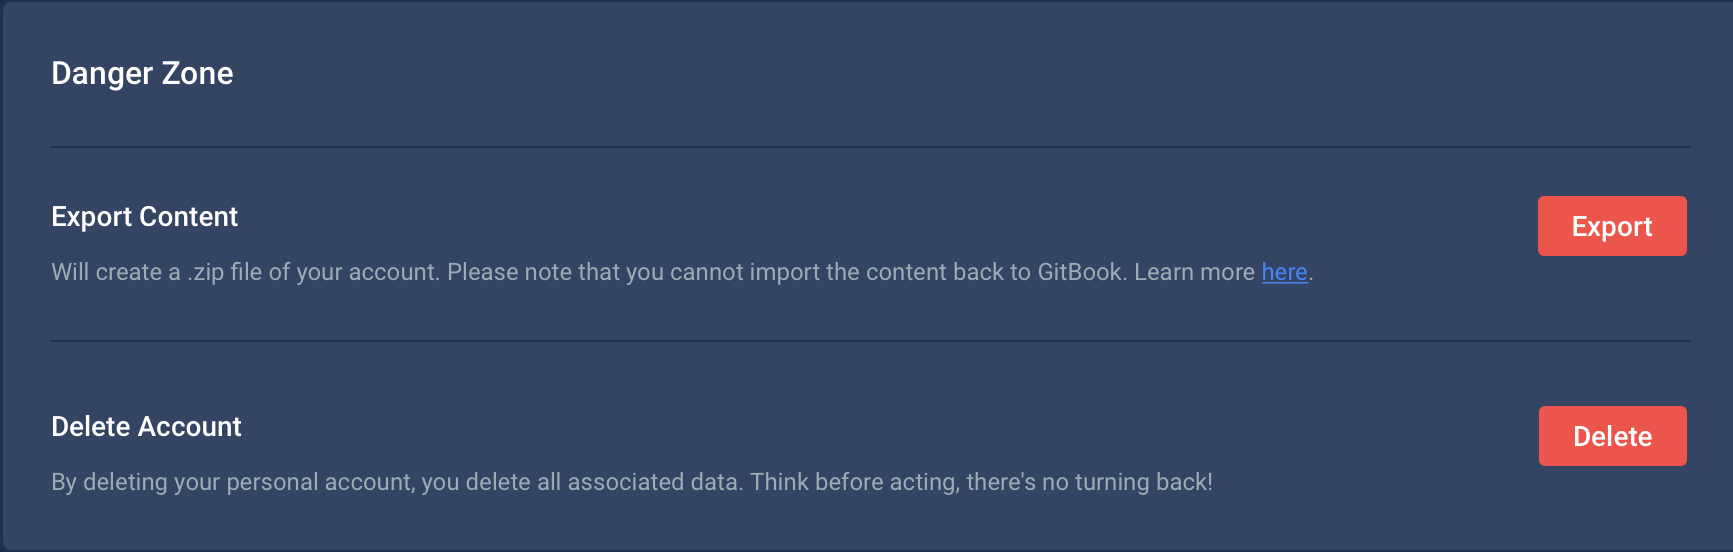 Danger Zone
Export Content
Export
Will create a .zip file of your account. Please note that you cannot import the content back to GitBook. Learn more here.
Delete Account
Delete
By deleting your personal account, you delete all associated data. Think before acting, there's no turning back!